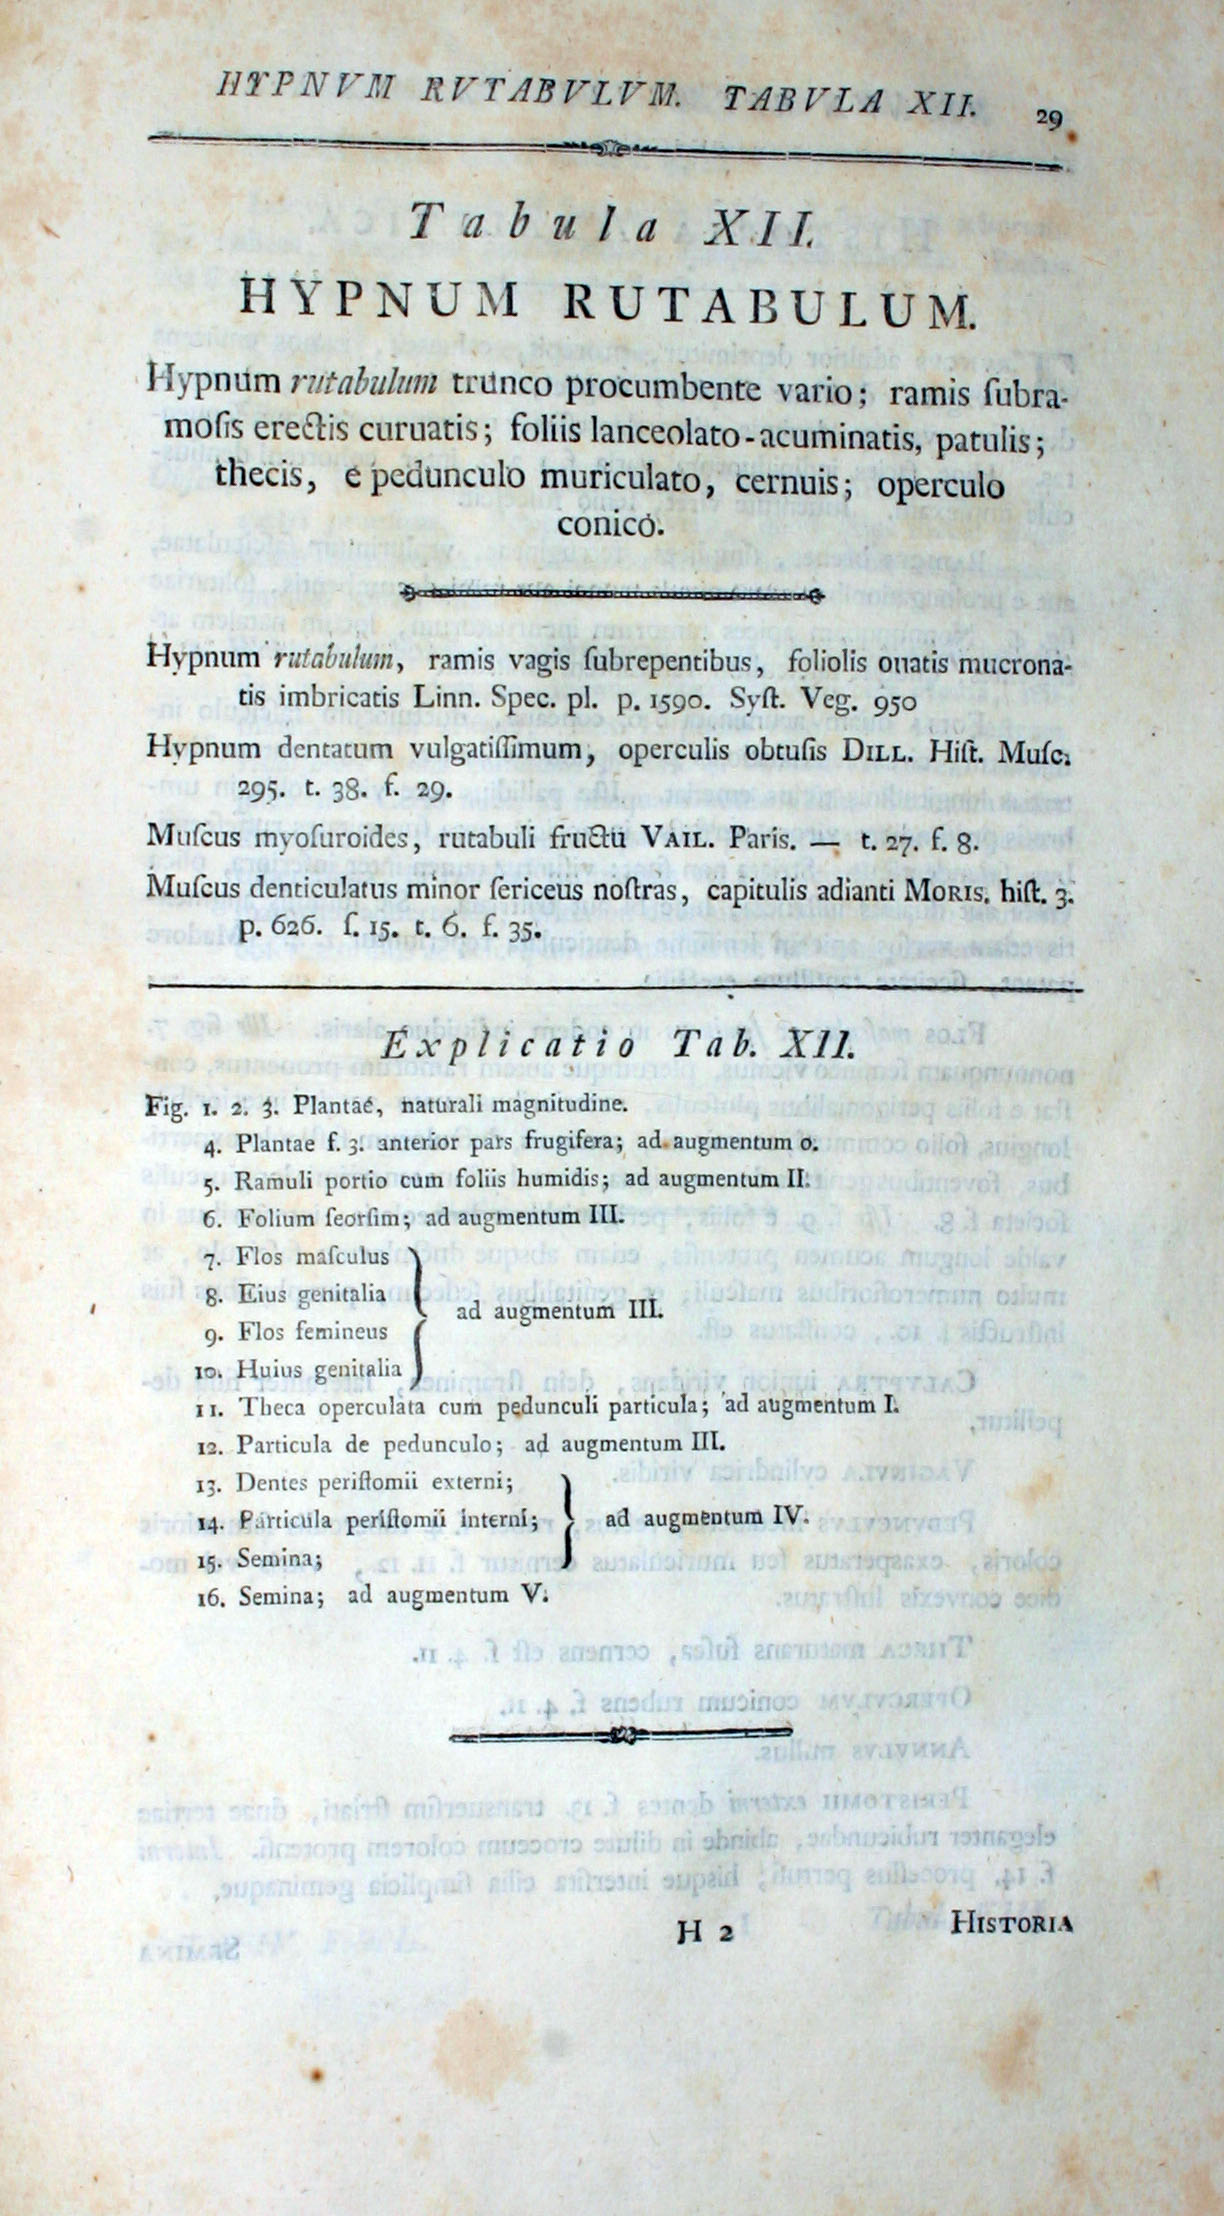 HYPNVM RVTABVLVM. TABVLA XII. 29
Tabula XII.
HYPNUM RUTABULUM.
Hypnum rutabulum trunco procumbente vario; ramis ſubra-
moſis erectis curuatis; foliis lanceolato-acuminatis, patulis;
thecis, e pedunculo muriculato, cernuis; operculo
conico.
Hypnum rutabulum, ramis vagis ſubrepentibus, foliolis ouatis mucrona-
tis imbricatis Linn. Spec. pl. p. 1590. Syſt. Veg. 950
Hypnum dentatum vulgatiſſimum, operculis obtuſis DILL. Hiſt. Muſc.
295. t. 38. f. 29.
Muſcus myoſuroides, rutabuli fructu VAIL. Paris. — t. 27. f. 8.
Muſcus denticulatus minor ſericeus noſtras, capitulis adianti MORIS. hiſt. 3.
p. 626. ſ. 15. t. 6. f. 35.
Explicatio Tab. XII.
Fig. 1. 2. 3. Plantae, naturali magnitudine.
4. Plantae f. 3. anterior pars frugifera; ad augmentum 0.
5. Ramuli portio cum foliis humidis; ad augmentum II.
6. Folium ſeorſim; ad augmentum III.
7. Flos maſculus
8. Eius genitalia
ad augmentum III.
9. Flos femineus
10. Huius genitalia
11. Theca operculata cum pedunculi particula; ad augmentum I.
12. Particula de pedunculo; ad augmentum III.
13. Dentes periſtomii externi;
14. Particula periſtomii interni; ad augmentum IV.
15. Semina;
16. Semina; ad augmentum V.
H 2 HISTORIA